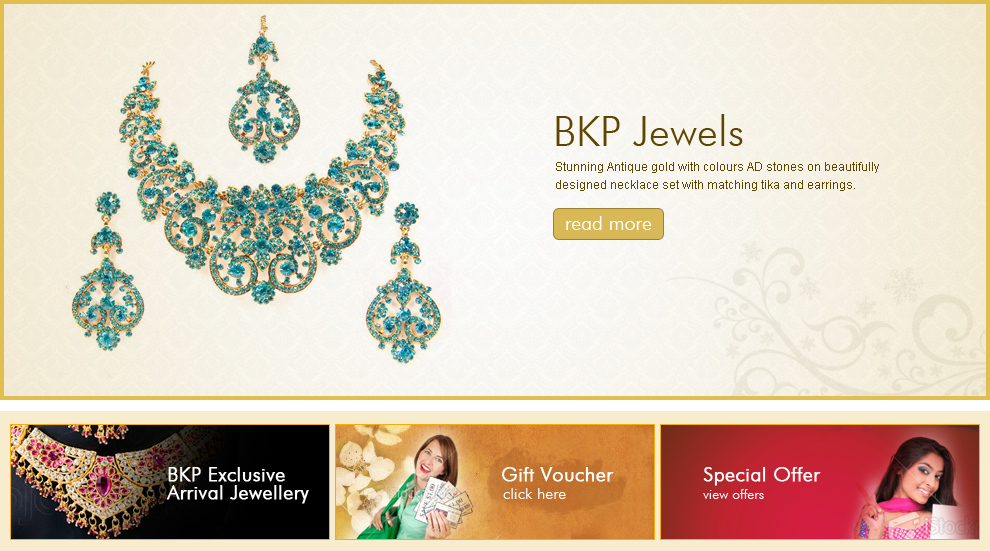 BKP Jewels
Stunning Antique gold with colours AD stones on beautifully
designed necklace set with matching tika and earrings.
read more
BKP Exclusive
Arrival Jewellery
Gift Voucher
click here
Special Offer
view offers